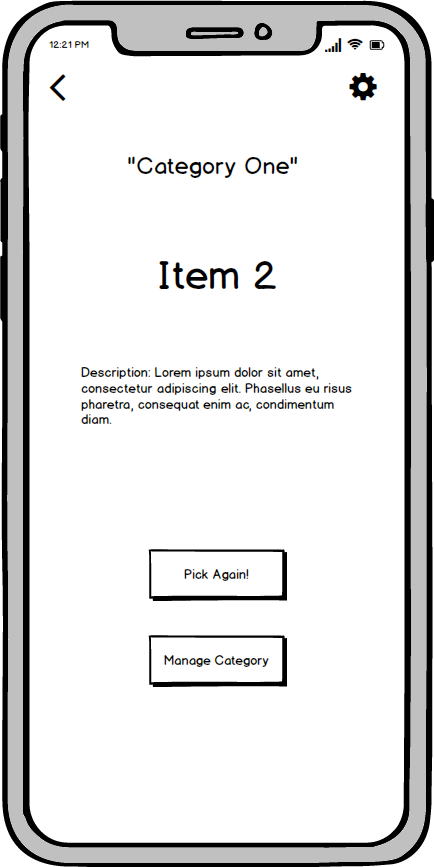 12:21 PM
"Category One"
Item 2
Description: Lorem ipsum dolor sit amet,
consectetur adipiscing elit. Phasellus eu risus
pharetra, consequat enim ac, condimentum
diam.
Pick Again!
Manage Category